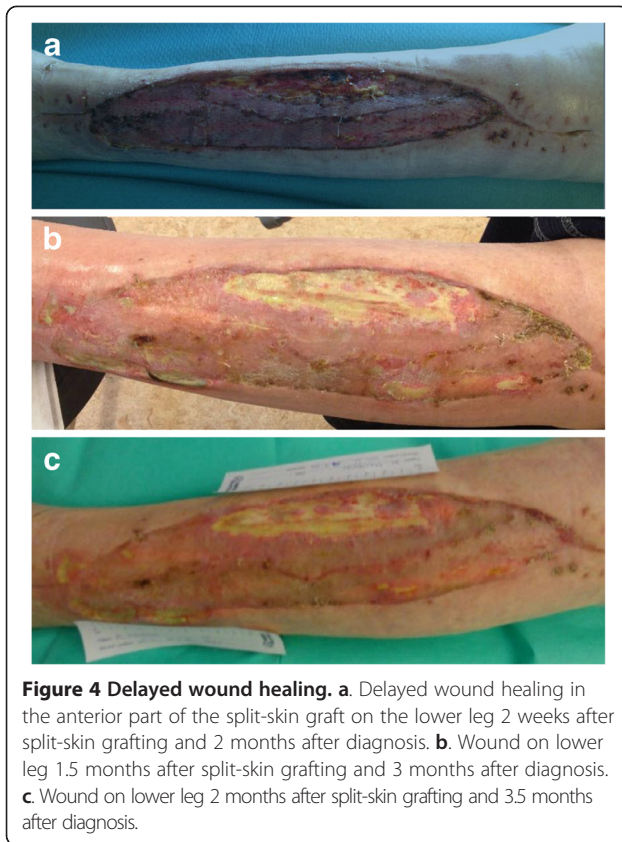 a
b
c
Figure 4 Delayed wound healing. a. Delayed wound healing in
the anterior part of the split-skin graft on the lower leg 2 weeks after
split-skin grafting and 2 months after diagnosis. b. Wound on lower
leg 1.5 months after split-skin grafting and 3 months after diagnosis.
c. Wound on lower leg 2 months after split-skin grafting and 3.5 months
after diagnosis.